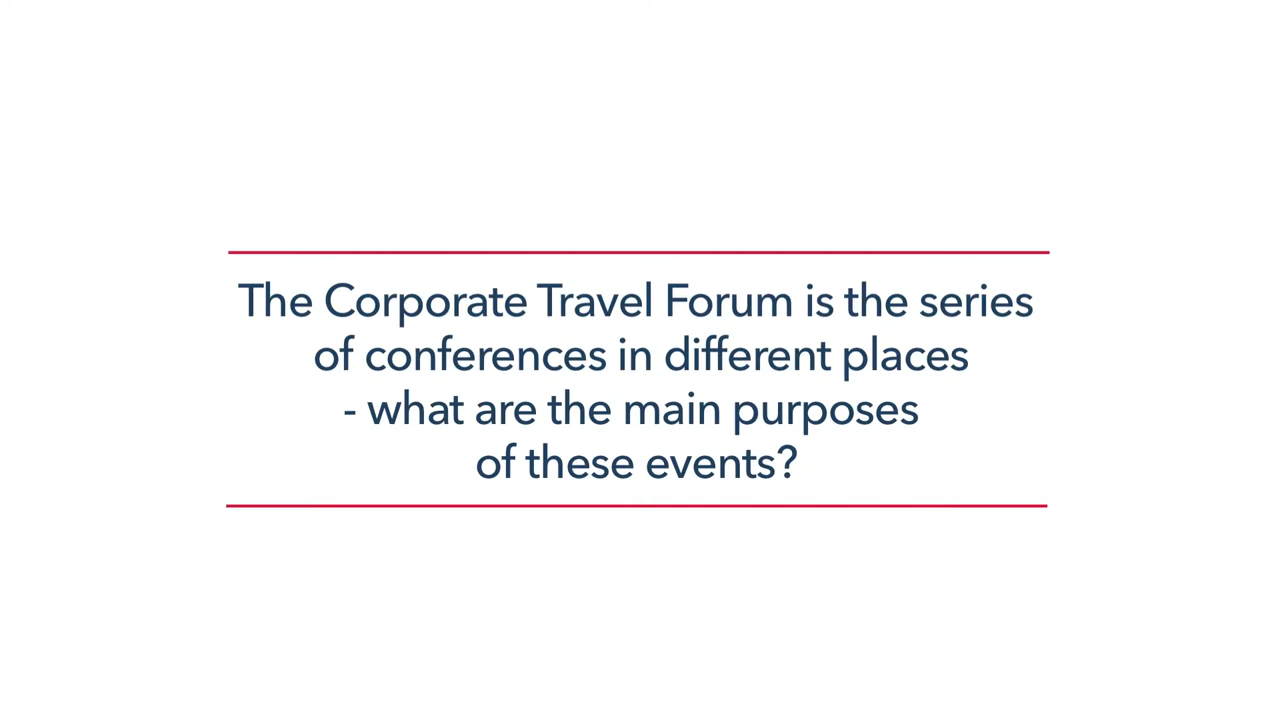 The Corporate Travel Forum is the series
of conferences in different places
- what are the main purposes
of these events?